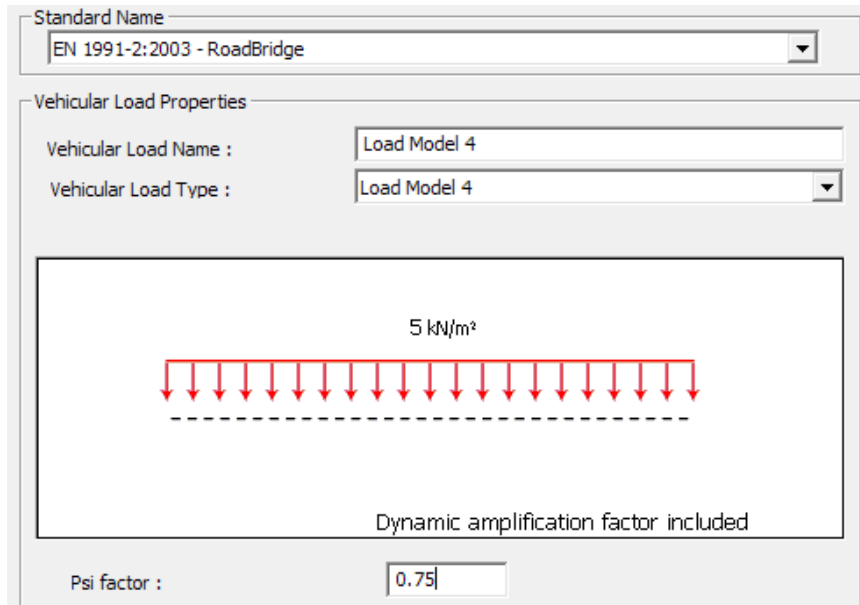 Standard Name
EN 1991-2:2003 - RoadBridge
Vehicular Load Properties
Vehicular Load Name : Load Model 4
Vehicular Load Type : Load Model 4
5 kN/m²
Dynamic amplification factor included
Psi factor : 0.75